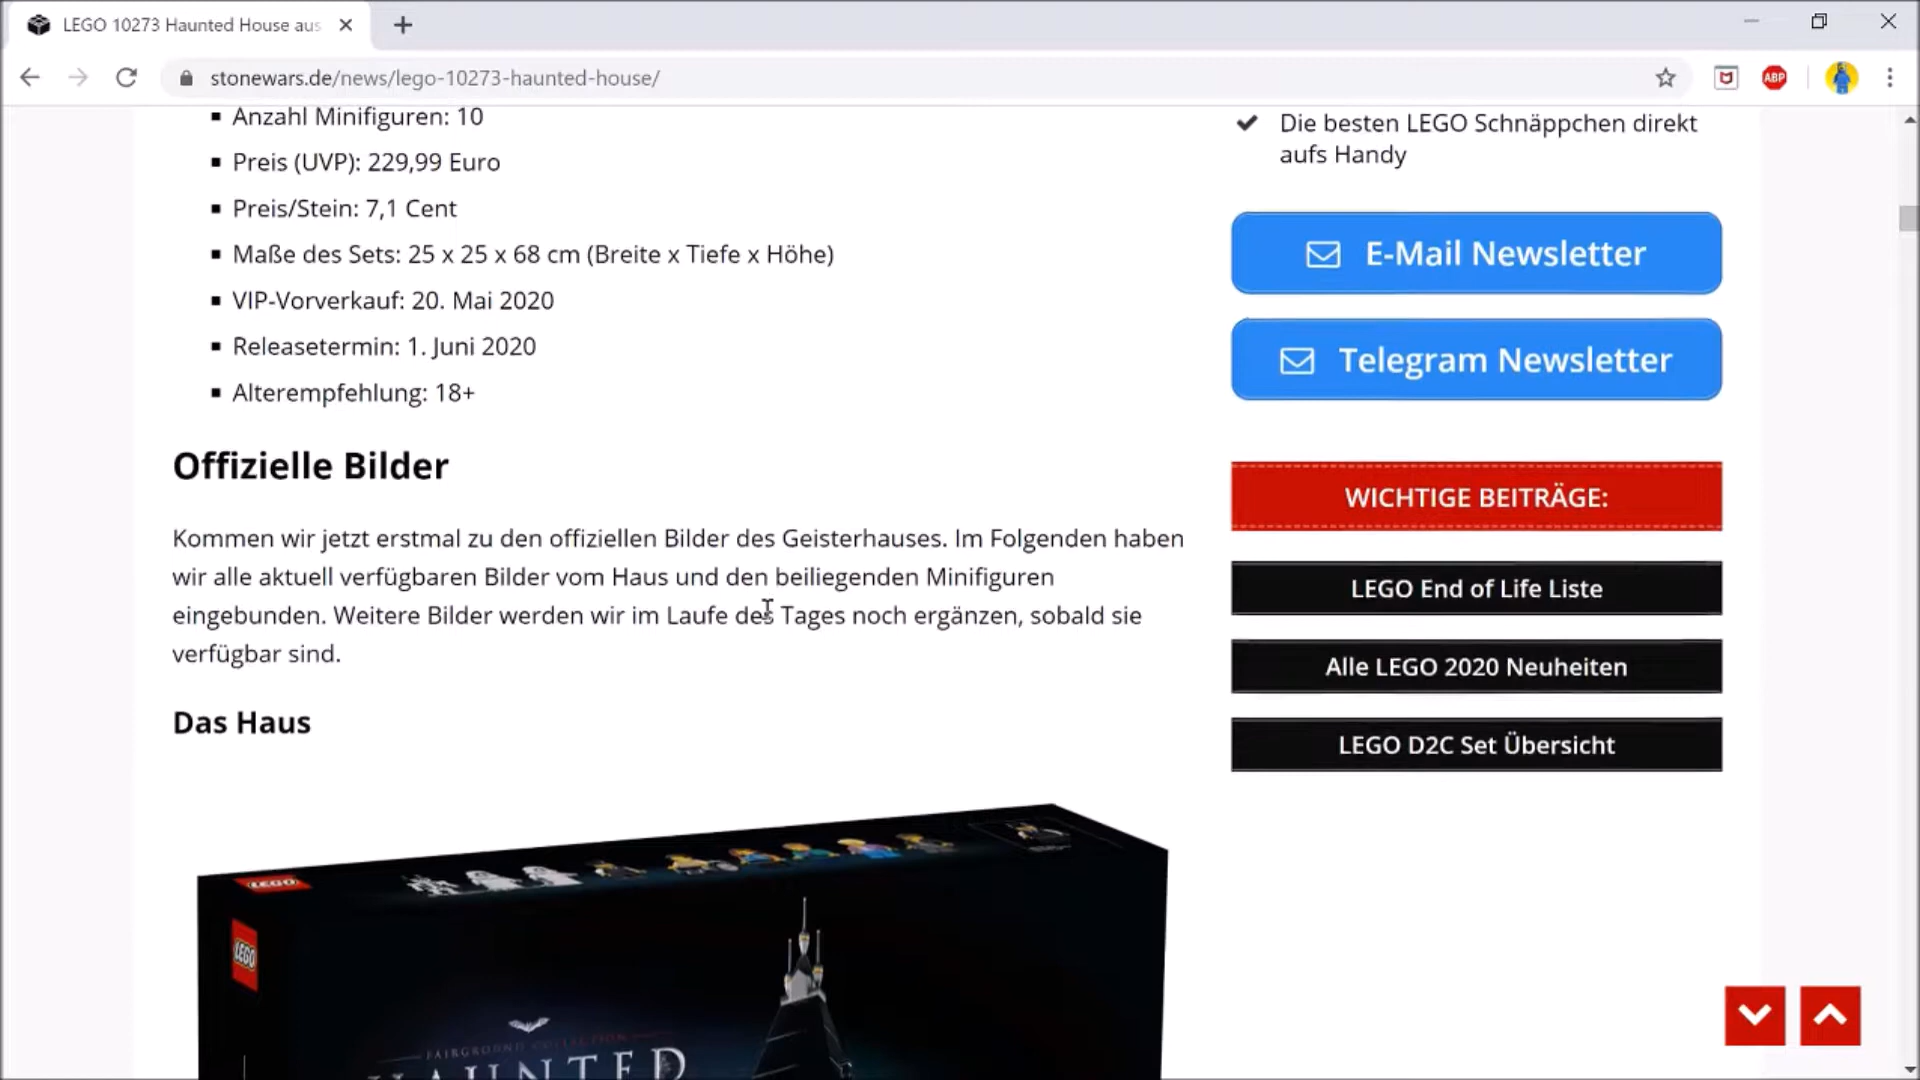 LEGO 10273 Haunted House aus
stonewars.de/news/lego-10273-haunted-house/
ABP
Anzahl Minifiguren: 10
Preis (UVP): 229,99 Euro
Preis/Stein: 7,1 Cent
Maße des Sets: 25 x 25 x 68 cm (Breite x Tiefe x Höhe)
VIP-Vorverkauf: 20. Mai 2020
Releasetermin: 1. Juni 2020
Alterempfehlung: 18+
Offizielle Bilder
Kommen wir jetzt erstmal zu den offiziellen Bilder des Geisterhauses. Im Folgenden haben
wir alle aktuell verfügbaren Bilder vom Haus und den beiliegenden Minifiguren
eingebunden. Weitere Bilder werden wir im Laufe des Tages noch ergänzen, sobald sie
verfügbar sind.
Das Haus
LEGO
LEGO
FAIRGROUND COLLECTION
HAUNTED
Die besten LEGO Schnäppchen direkt
aufs Handy
E-Mail Newsletter
Telegram Newsletter
WICHTIGE BEITRÄGE:
LEGO End of Life Liste
Alle LEGO 2020 Neuheiten
LEGO D2C Set Übersicht